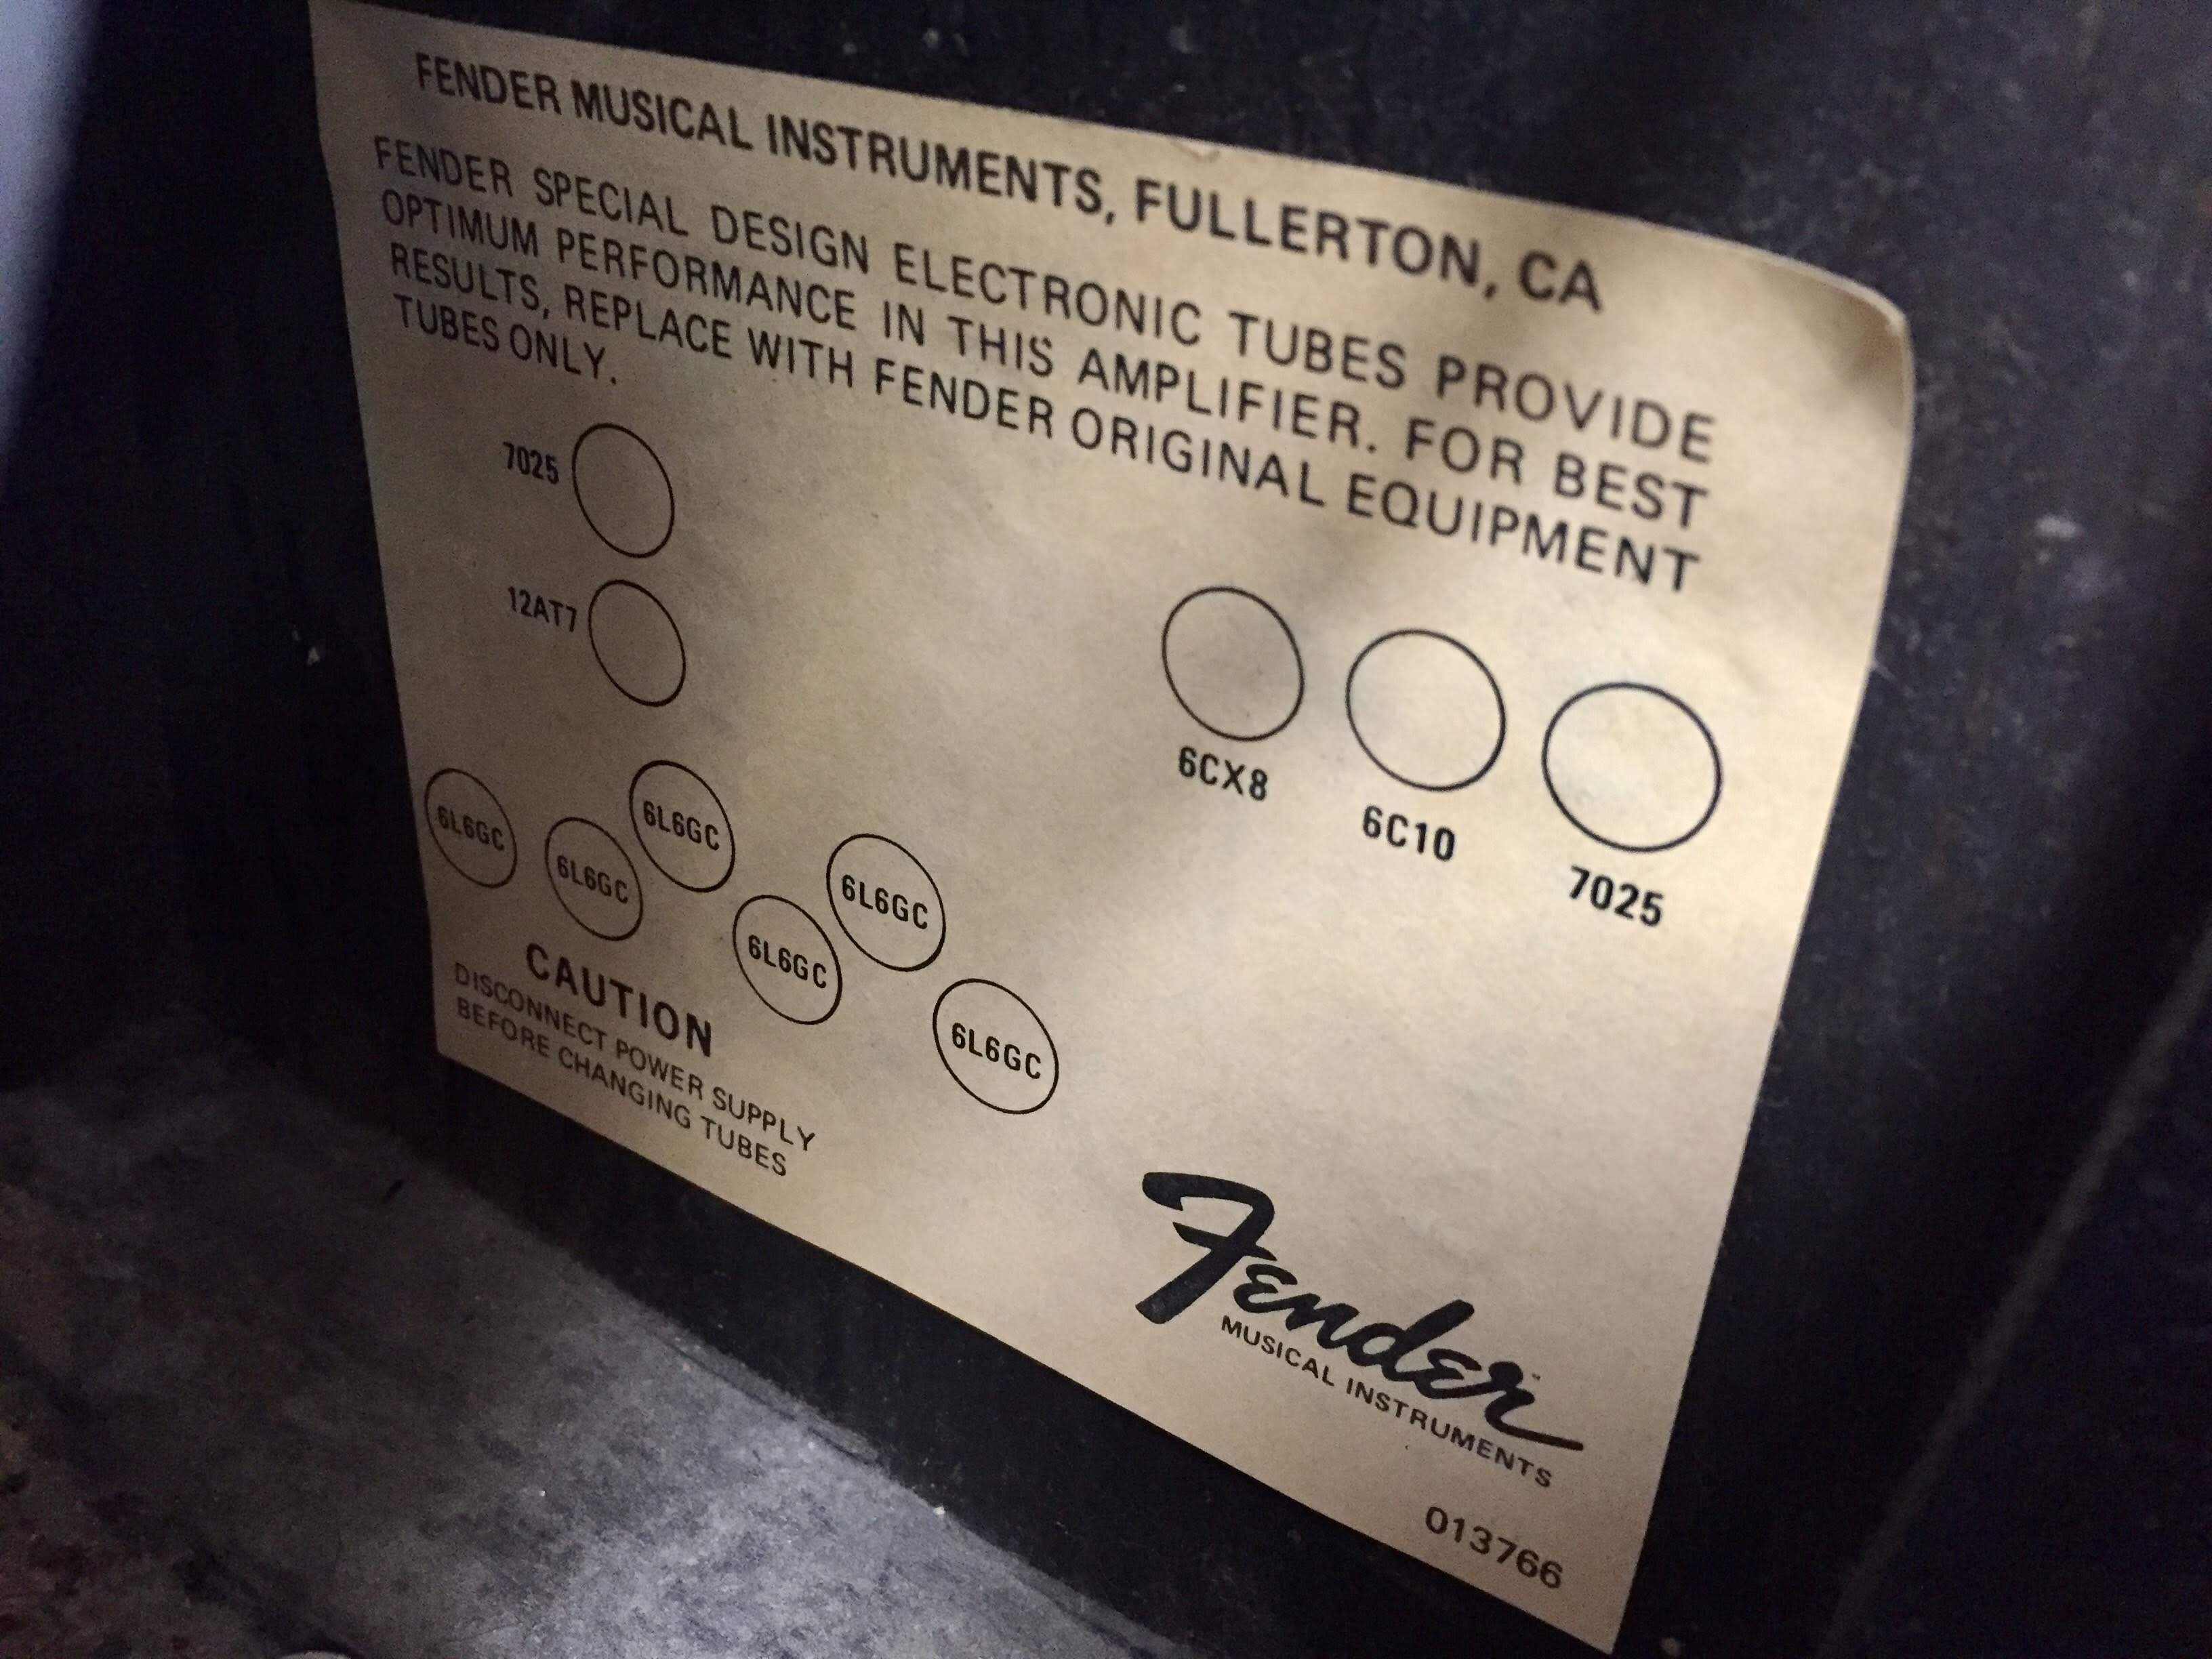 FENDER MUSICAL INSTRUMENTS, FULLERTON, CA
FENDER SPECIAL DESIGN ELECTRONIC TUBES PROVIDE
OPTIMUM PERFORMANCE IN THIS AMPLIFIER. FOR BEST
RESULTS, REPLACE WITH FENDER ORIGINAL EQUIPMENT
TUBES ONLY.
7025
12AT7
6CX8
6C10
7025
6L6GC
6L6GC
6L6GC
6L6GC
6L6GC
6L6GC
CAUTION
DISCONNECT POWER SUPPLY
BEFORE CHANGING TUBES
Fender™
MUSICAL INSTRUMENTS
013766